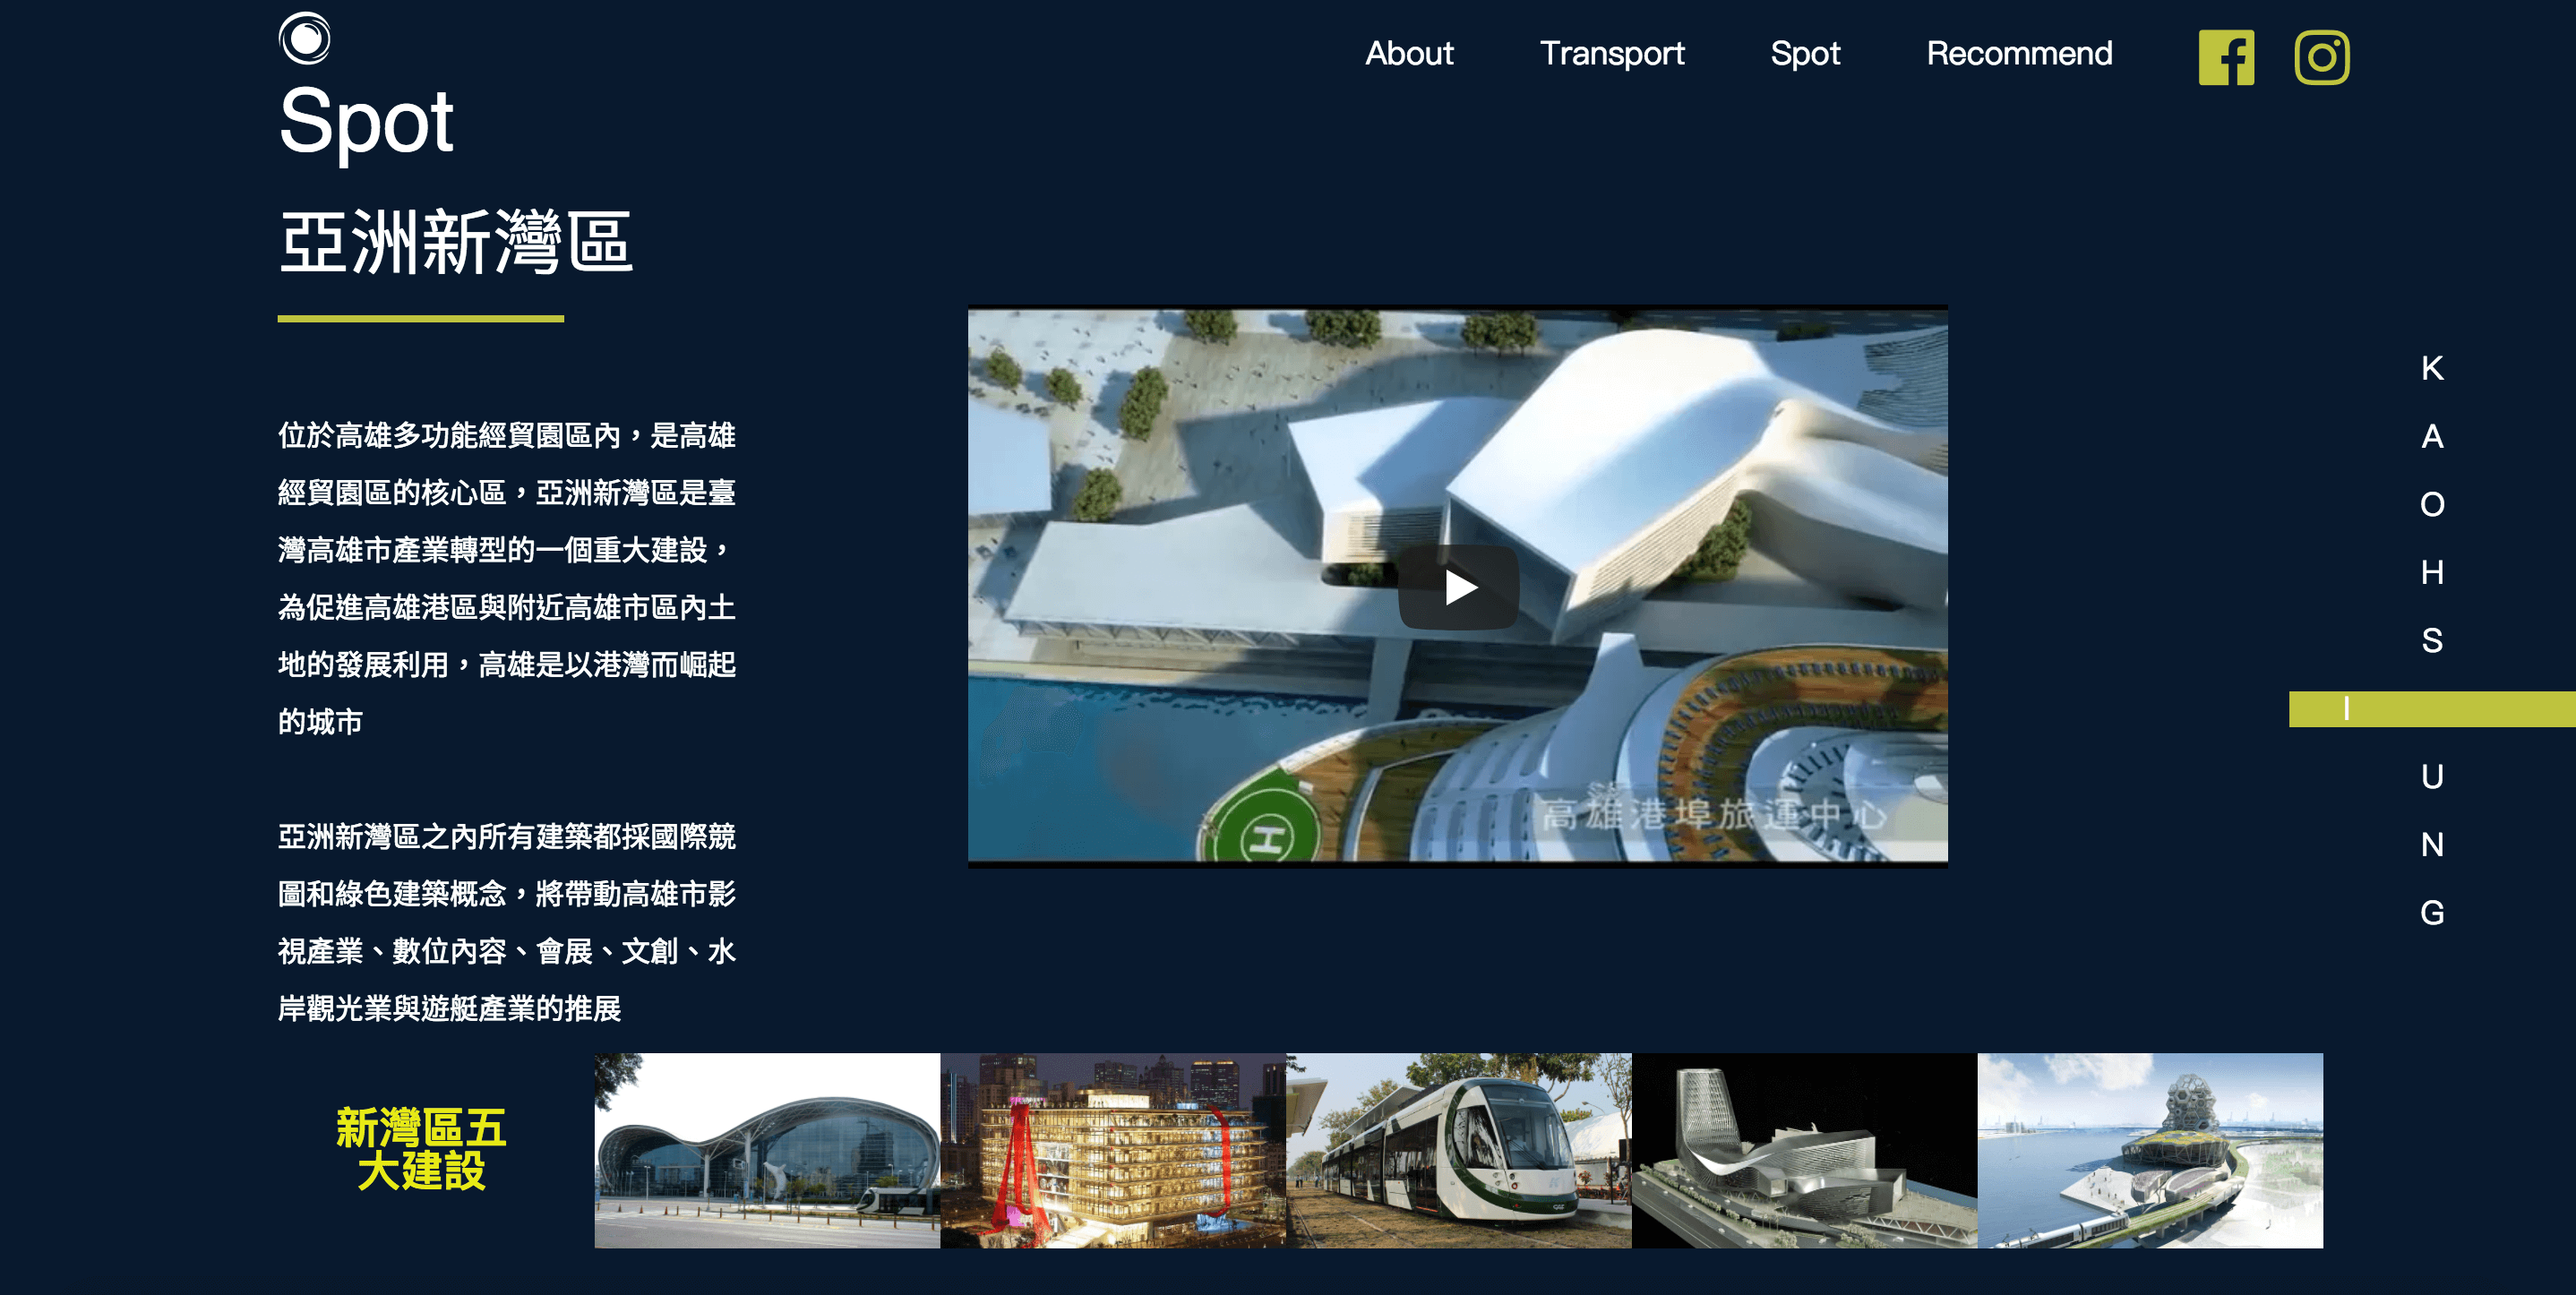 About Transport Spot Recommend
Spot
亞洲新灣區
位於高雄多功能經貿園區內，是高雄
經貿園區的核心區，亞洲新灣區是臺
灣高雄市產業轉型的一個重大建設，
為促進高雄港區與附近高雄市區內土
地的發展利用，高雄是以港灣而崛起
的城市
亞洲新灣區之內所有建築都採國際競
圖和綠色建築概念，將帶動高雄市影
視產業、數位內容、會展、文創、水
岸觀光業與遊艇產業的推展
高雄港埠旅運中心
H
K
A
O
H
S
I
U
N
G
新灣區五
大建設